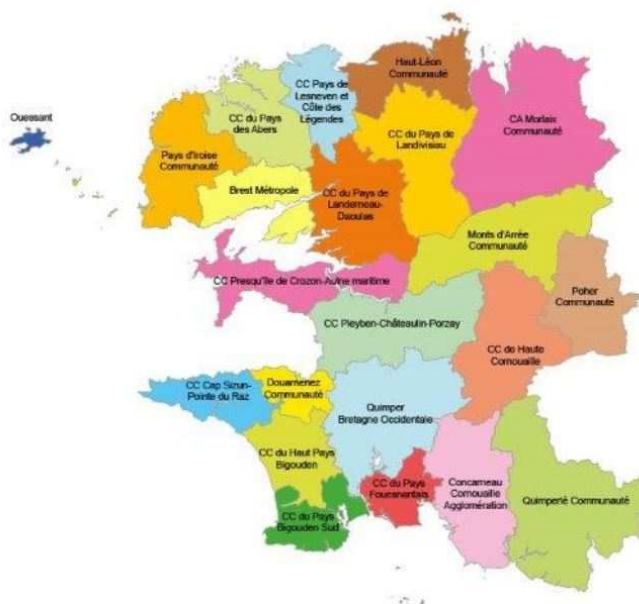 Ouessant
CC Pays de
Lesneven et
Côte des
Légendes
Haut-Léon
Communauté
CC du Pays
des Abers
CC du Pays de
Landivisiau
CA Morlaix
Communauté
Pays d'Iroise
Communauté
Brest Métropole
CC du Pays de
Landerneau-
Daoulas
Monts d'Arrée
Communauté
CC Presqu'île de Crozon-Aulne maritime
Poher
Communauté
CC Pleyben-Châteaulin-Porzay
CC de Haute
Cornouaille
CC Cap Sizun-
Pointe du Raz
Douarnenez
Communauté
Quimper
Bretagne Occidentale
CC du Haut Pays
Bigouden
CC du Pays
Fouesnantais
Concarneau
Cornouaille
Agglomération
Quimperlé Communauté
CC du Pays
Bigouden Sud